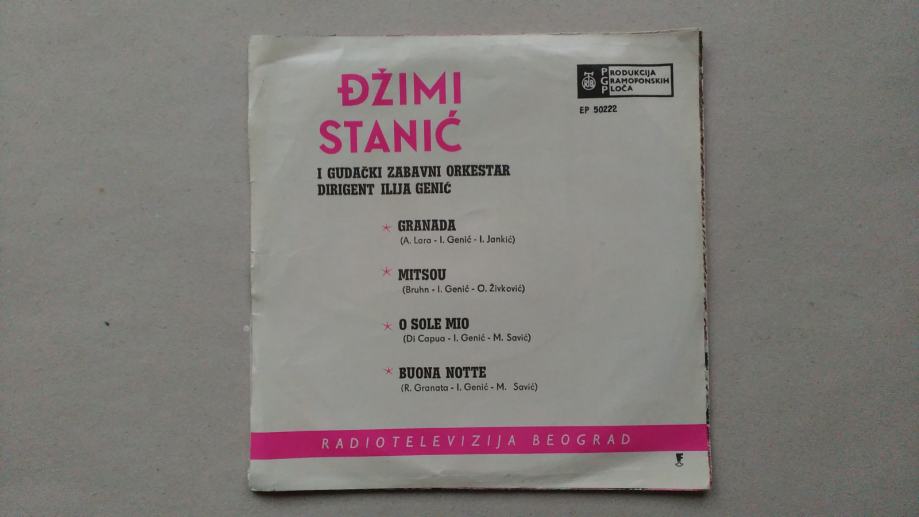 ĐŽIMI
STANIĆ
I GUDAČKI ZABAVNI ORKESTAR
DIRIGENT ILIJA GENIĆ
PRODUKCIJA
GRAMOFONSKIH
PLOČA
RTB
EP 50222
* GRANADA
(A. Lara - I. Genić - I. Jankić)
* MITSOU
(Bruhn - I. Genić - O. Živković)
* O SOLE MIO
(Di Capua - I. Genić - M. Savić)
* BUONA NOTTE
(R. Granata - I. Genić - M. Savić)
RADIOTELEVIZIJA BEOGRAD